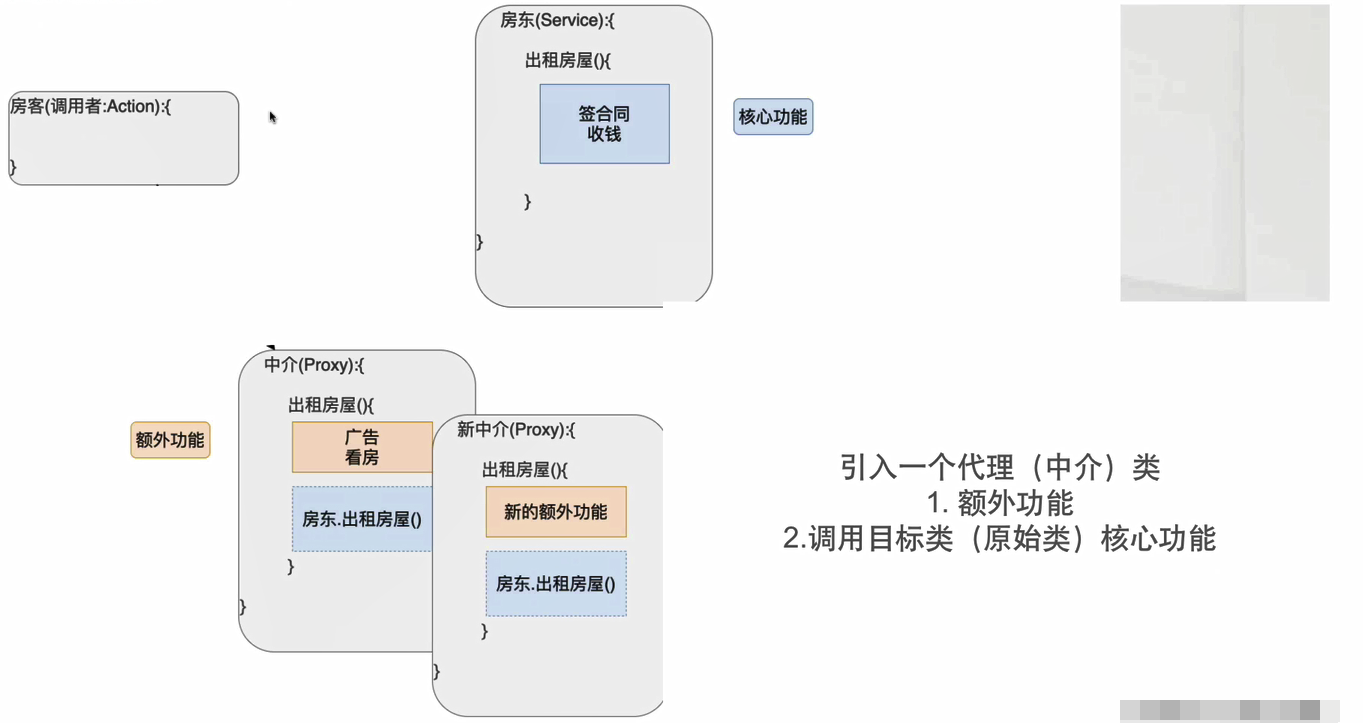 房东(Service):{
出租房屋(){
签合同
收钱
}
}
核心功能
房客(调用者:Action):{
}
中介(Proxy):{
出租房屋(){
广告
看房
房东.出租房屋()
}
}
额外功能
新中介(Proxy):{
出租房屋(){
新的额外功能
房东.出租房屋()
}
}
引入一个代理（中介）类
1. 额外功能
2.调用目标类（原始类）核心功能